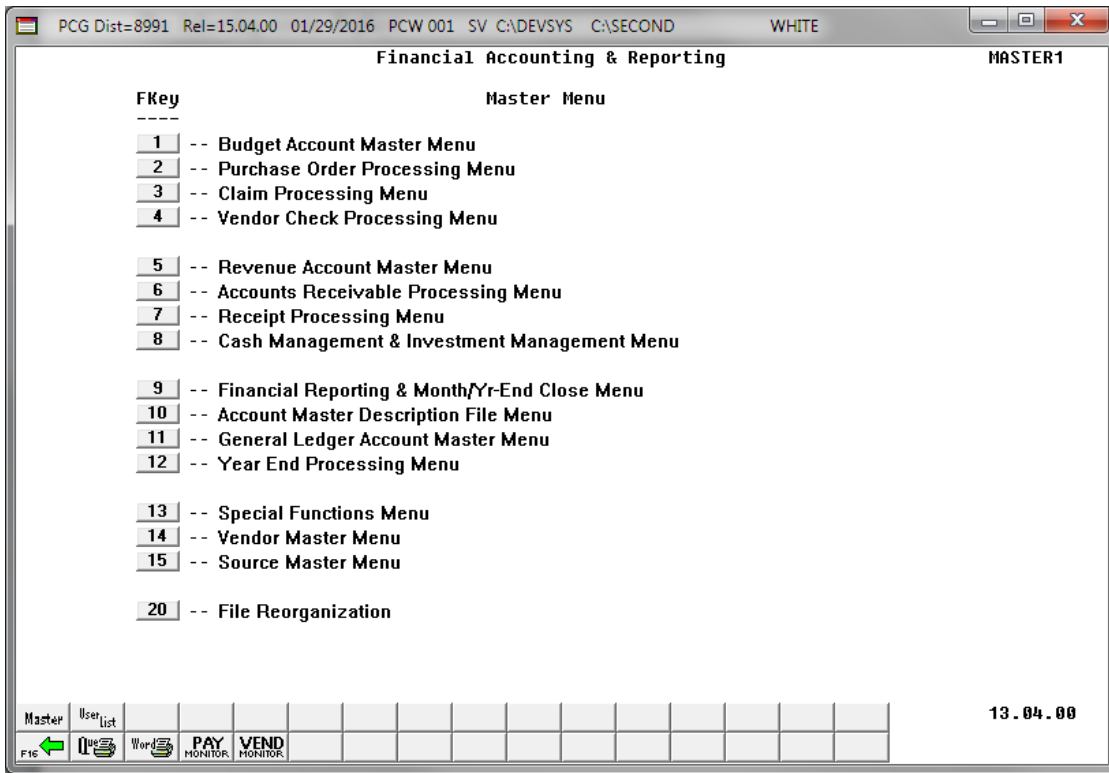 PCG Dist=8991 Rel=15.04.00 01/29/2016 PCW 001 SV C:\DEVSYS C:\SECOND WHITE
Financial Accounting & Reporting MASTER1
FKey Master Menu
----
1 -- Budget Account Master Menu
2 -- Purchase Order Processing Menu
3 -- Claim Processing Menu
4 -- Vendor Check Processing Menu
5 -- Revenue Account Master Menu
6 -- Accounts Receivable Processing Menu
7 -- Receipt Processing Menu
8 -- Cash Management & Investment Management Menu
9 -- Financial Reporting & Month/Yr-End Close Menu
10 -- Account Master Description File Menu
11 -- General Ledger Account Master Menu
12 -- Year End Processing Menu
13 -- Special Functions Menu
14 -- Vendor Master Menu
15 -- Source Master Menu
20 -- File Reorganization
Master User List 13.04.00
F16 Que Word PAY MONITOR VEND MONITOR